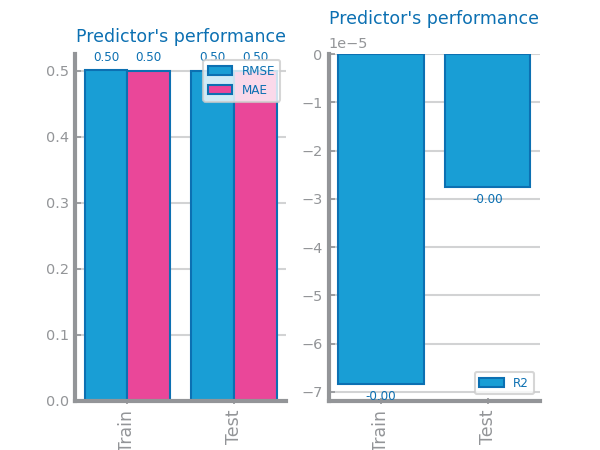 Predictor's performance
0.50 0.50 0.50 0.50
RMSE
MAE
0.5
0.4
0.3
0.2
0.1
0.0
Train
Test
Predictor's performance
1e−5
0
−1
−2
−3
−4
−5
−6
−7
-0.00
-0.00
R2
Train
Test